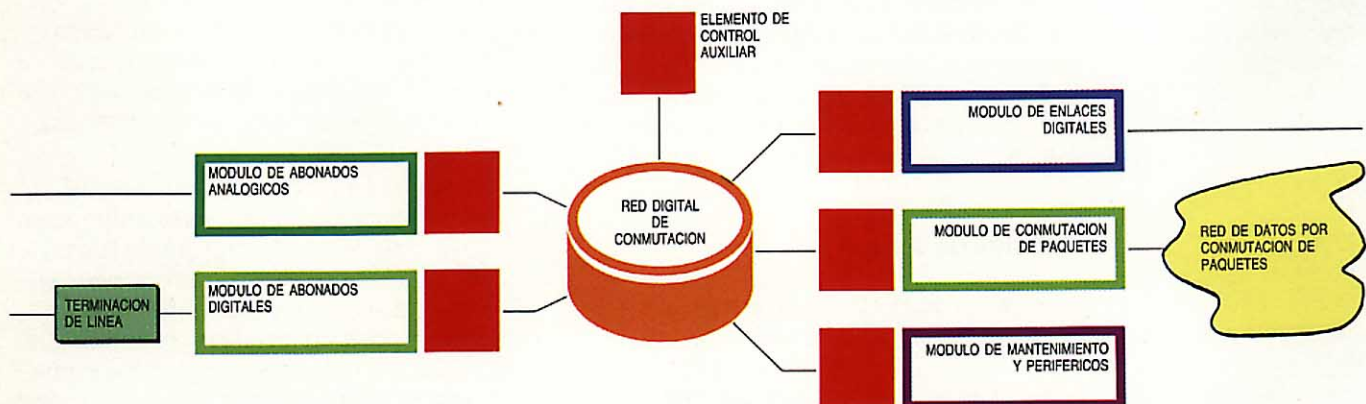 ELEMENTO DE
CONTROL
AUXILIAR
MODULO DE ENLACES
DIGITALES
MODULO DE ABONADOS
ANALOGICOS
RED DIGITAL
DE
CONMUTACION
MODULO DE CONMUTACION
DE PAQUETES
RED DE DATOS POR
CONMUTACION DE
PAQUETES
TERMINACION
DE LINEA
MODULO DE ABONADOS
DIGITALES
MODULO DE MANTENIMIENTO
Y PERIFERICOS